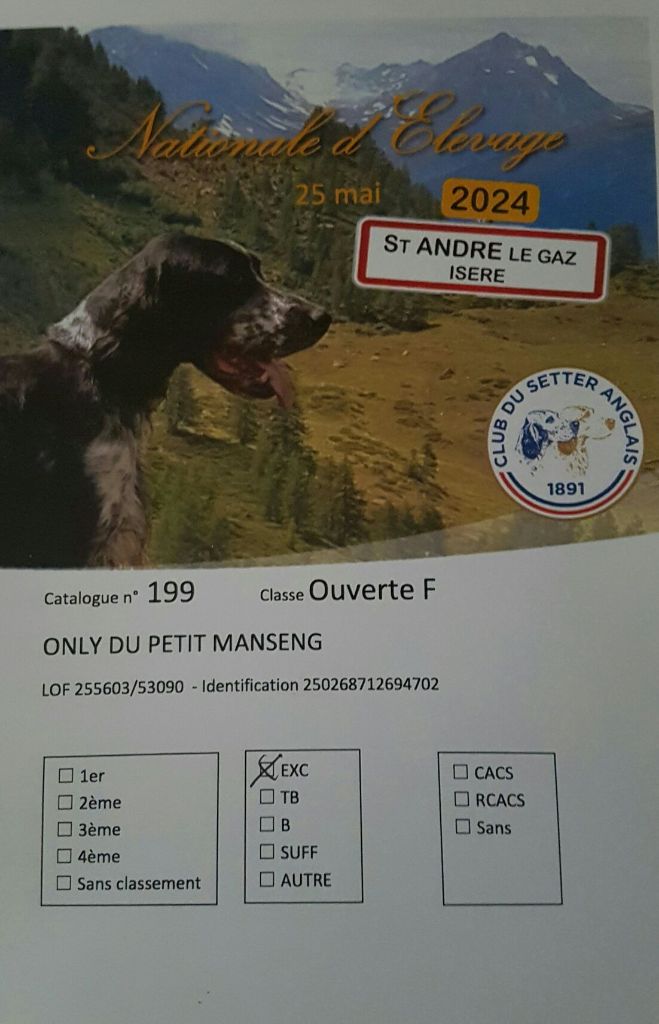 Nationale d'Elevage
25 mai 2024
ST ANDRE LE GAZ
ISERE
CLUB DU SETTER ANGLAIS
1891
Catalogue n° 199 Classe Ouverte F
ONLY DU PETIT MANSENG
LOF 255603/53090 - Identification 250268712694702
☐ 1er
☐ 2ème
☐ 3ème
☐ 4ème
☐ Sans classement
☒ EXC
☐ TB
☐ B
☐ SUFF
☐ AUTRE
☐ CACS
☐ RCACS
☐ Sans